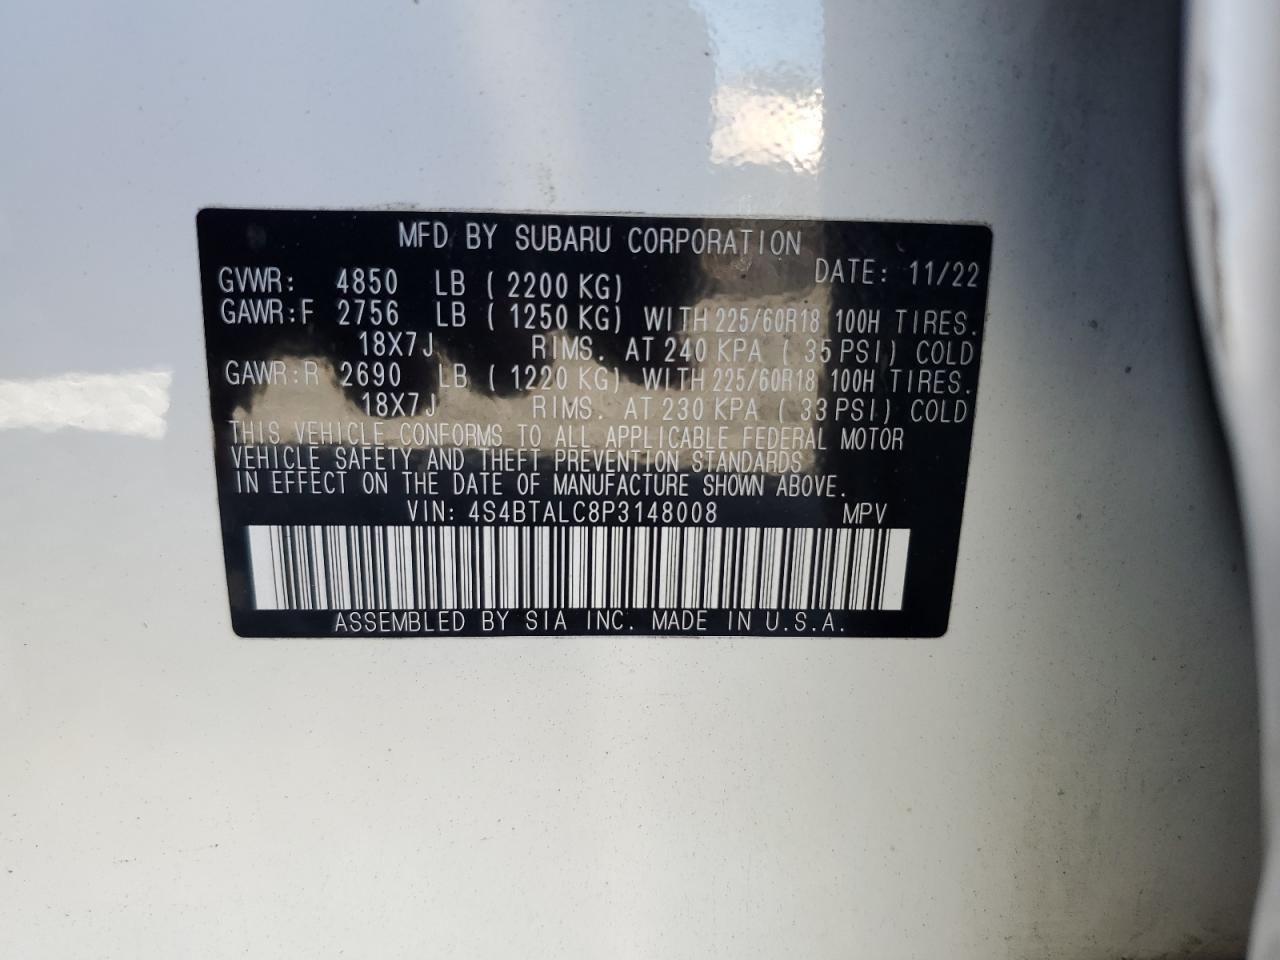 MFD BY SUBARU CORPORATION
DATE: 11/22
GVWR: 4850 LB (2200 KG)
GAWR:F 2756 LB (1250 KG) WITH 225/60R18 100H TIRES.
18X7J RIMS. AT 240 KPA (35 PSI) COLD
GAWR:R 2690 LB (1220 KG) WITH 225/60R18 100H TIRES.
18X7J RIMS. AT 230 KPA (33 PSI) COLD
THIS VEHICLE CONFORMS TO ALL APPLICABLE FEDERAL MOTOR
VEHICLE SAFETY AND THEFT PREVENTION STANDARDS
IN EFFECT ON THE DATE OF MANUFACTURE SHOWN ABOVE.
VIN: 4S4BTALC8P3148008 MPV
ASSEMBLED BY SIA INC. MADE IN U.S.A.